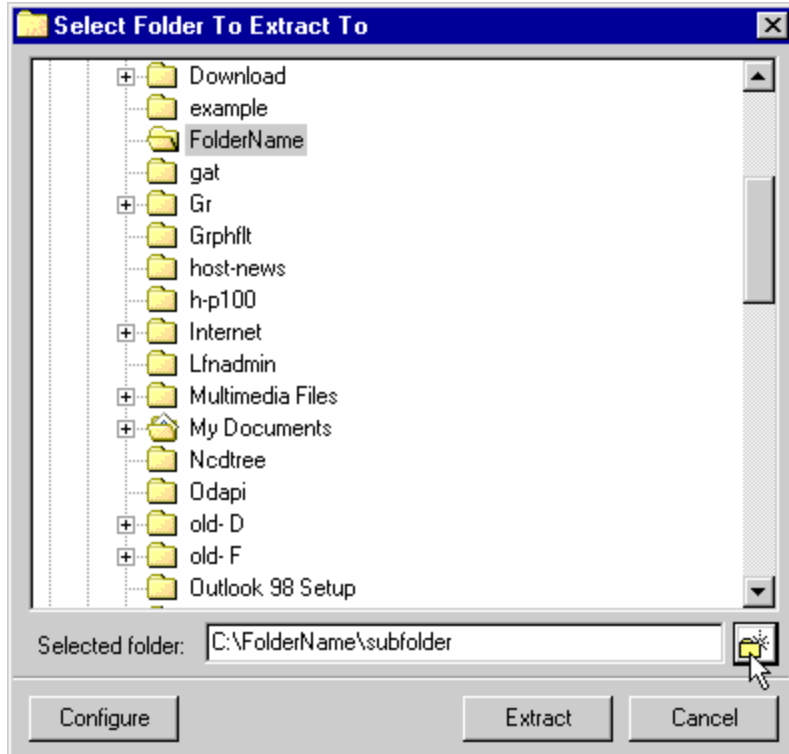 Select Folder To Extract To
Download
example
FolderName
gat
Gr
Grphflt
host-news
h-p100
Internet
Lfnadmin
Multimedia Files
My Documents
Ncdtree
Odapi
old- D
old- F
Outlook 98 Setup
Selected folder: C:\FolderName\subfolder
Configure Extract Cancel